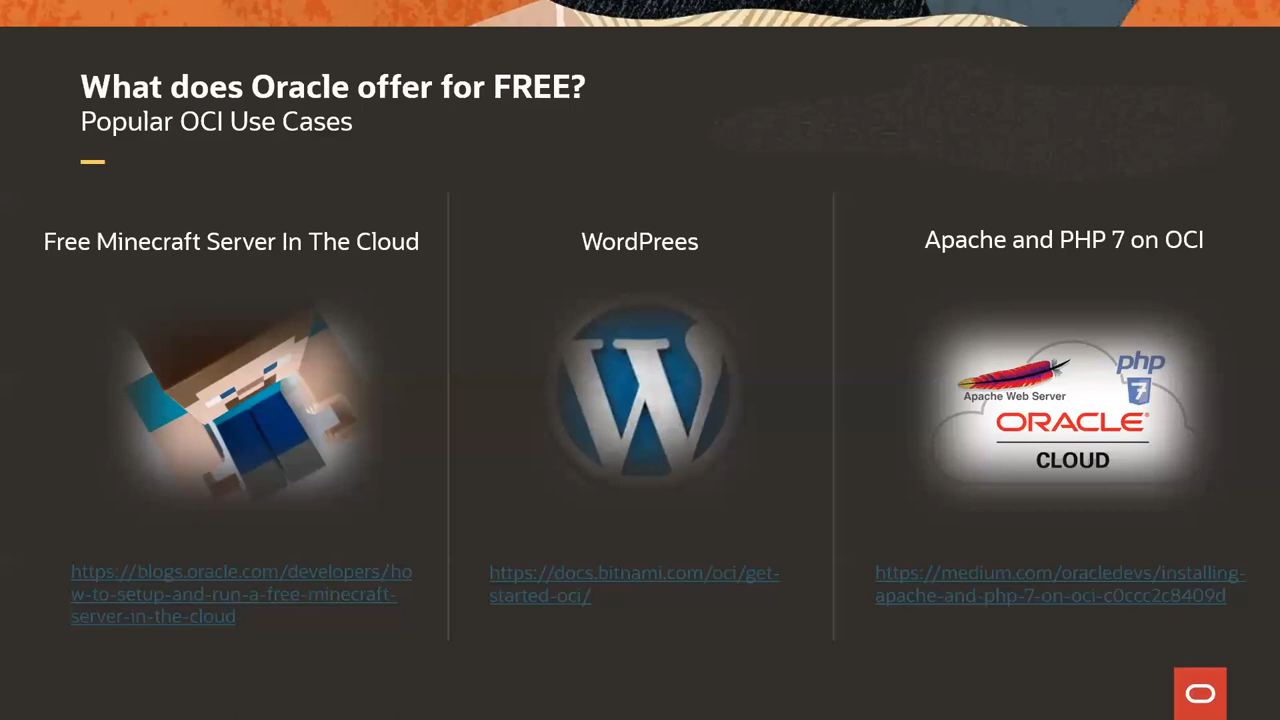 What does Oracle offer for FREE?
Popular OCI Use Cases
Free Minecraft Server In The Cloud
WordPrees
Apache and PHP 7 on OCI
php
7
Apache Web Server
ORACLE®
CLOUD
https://blogs.oracle.com/developers/ho
w-to-setup-and-run-a-free-minecraft-
server-in-the-cloud
https://docs.bitnami.com/oci/get-
started-oci/
https://medium.com/oracledevs/installing-
apache-and-php-7-on-oci-c0ccc2c8409d